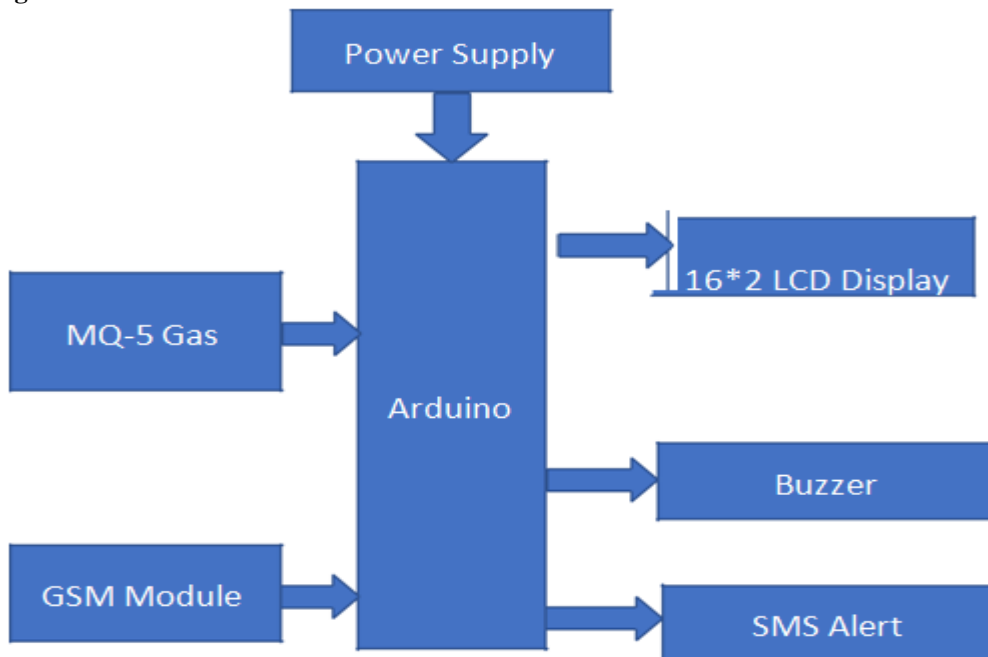 Power Supply
16*2 LCD Display
MQ-5 Gas
Arduino
Buzzer
GSM Module
SMS Alert